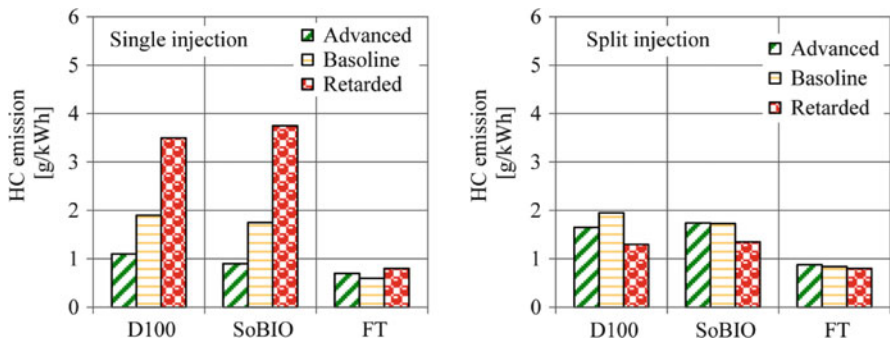 HC emission
[g/kWh]
6
5
4
3
2
1
0
Single injection
Advanced
Basoline
Retarded
D100
SoBIO
FT
HC emission
[g/kWh]
6
5
4
3
2
1
0
Split injection
Advanced
Basoline
Retarded
D100
SoBIO
FT